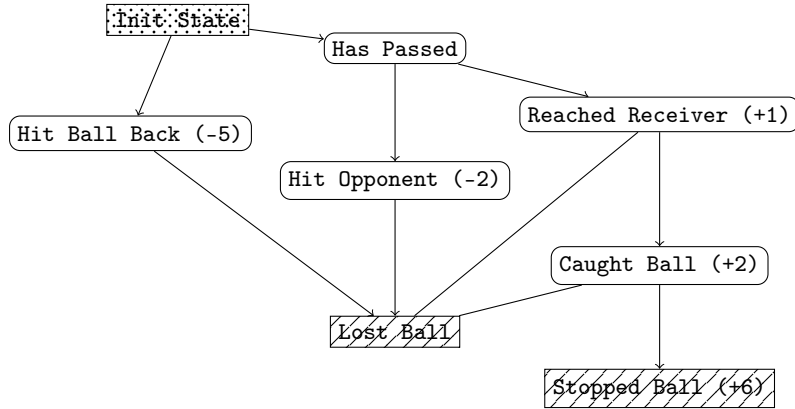 Init State
Has Passed
Reached Receiver (+1)
Hit Ball Back (-5)
Hit Opponent (-2)
Caught Ball (+2)
Lost Ball
Stopped Ball (+6)